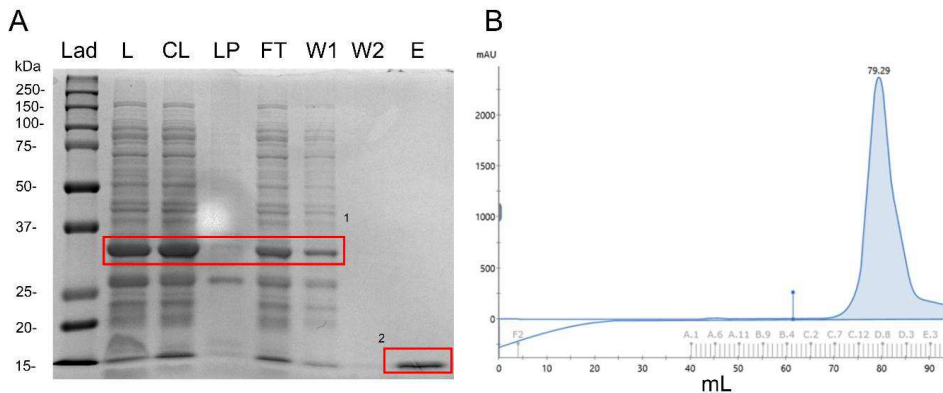 A
Lad L CL LP FT W1 W2 E
kDa
250-
150-
100-
75-
50-
37-
25-
20-
15-
1
2
B
mAU
79.29
2000
1500
1000
500
0
F2 A.1 A.6 A.11 B.9 B.4 C.2 C.7 C.12 D.8 D.3 E.3
0 10 20 30 40 50 60 70 80 90
mL